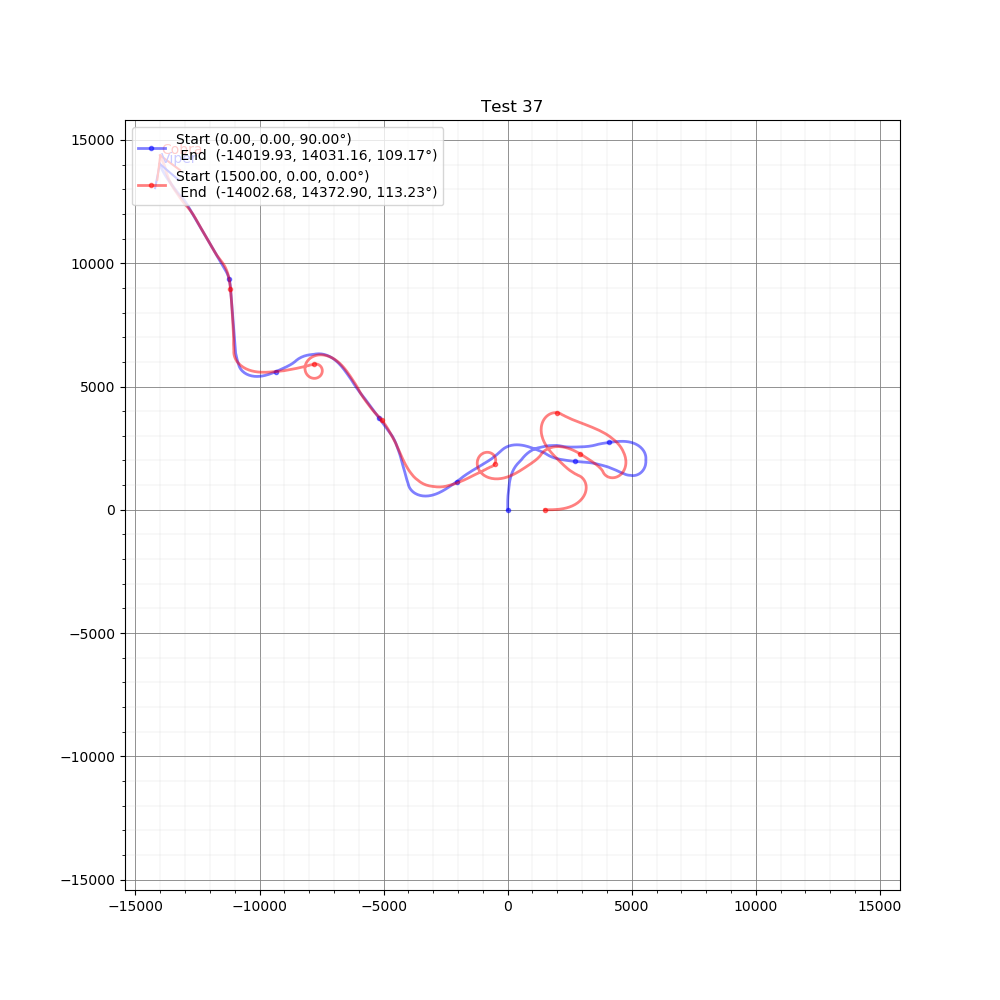 Test 37
Start (0.00, 0.00, 90.00°)
End (-14019.93, 14031.16, 109.17°)
Start (1500.00, 0.00, 0.00°)
End (-14002.68, 14372.90, 113.23°)
Cobra
Viper
15000
10000
5000
0
−5000
−10000
−15000
−15000 −10000 −5000 0 5000 10000 15000